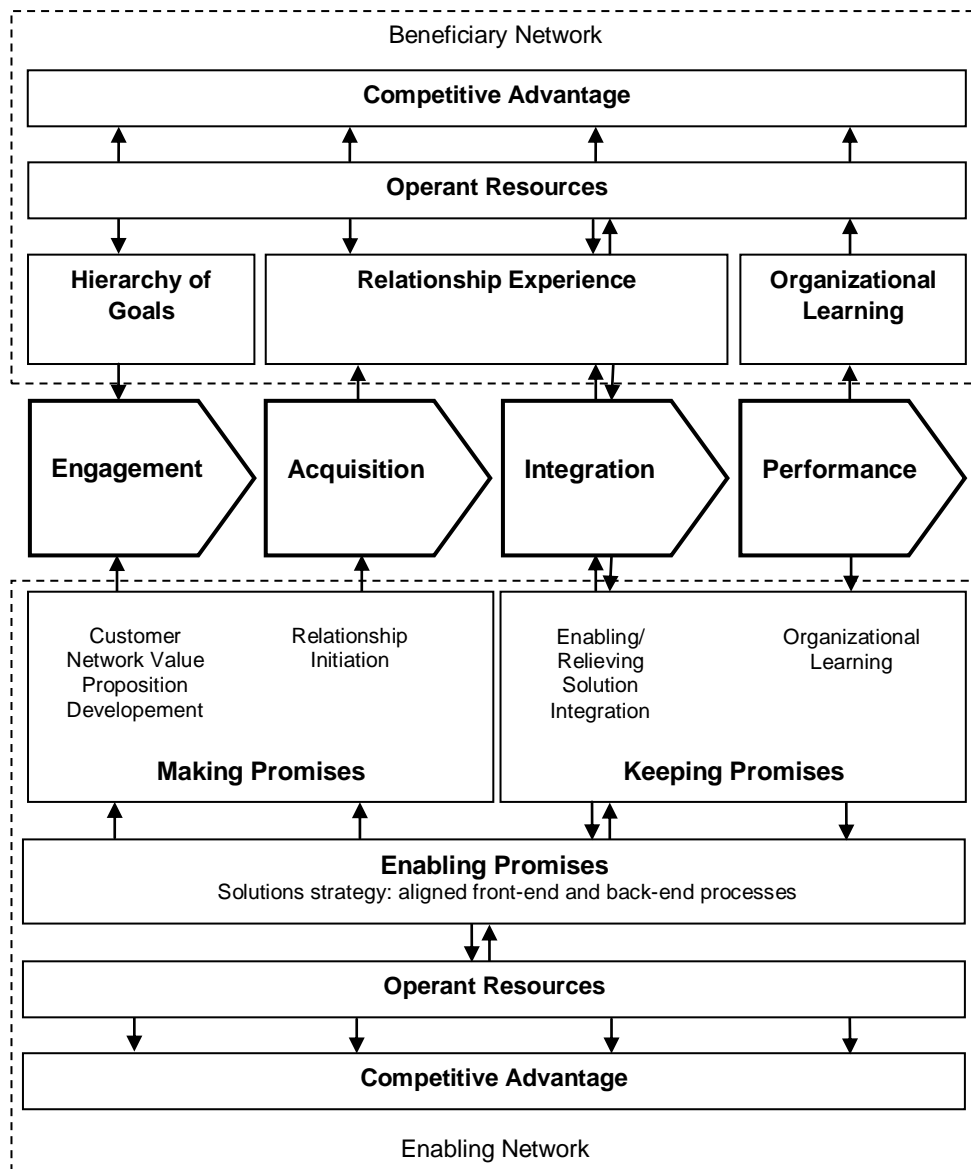 Beneficiary Network
Competitive Advantage
Operant Resources
Hierarchy of
Goals
Relationship Experience
Organizational
Learning
Engagement
Acquisition
Integration
Performance
Customer
Network Value
Proposition
Developement
Relationship
Initiation
Making Promises
Enabling/
Relieving
Solution
Integration
Organizational
Learning
Keeping Promises
Enabling Promises
Solutions strategy: aligned front-end and back-end processes
Operant Resources
Competitive Advantage
Enabling Network